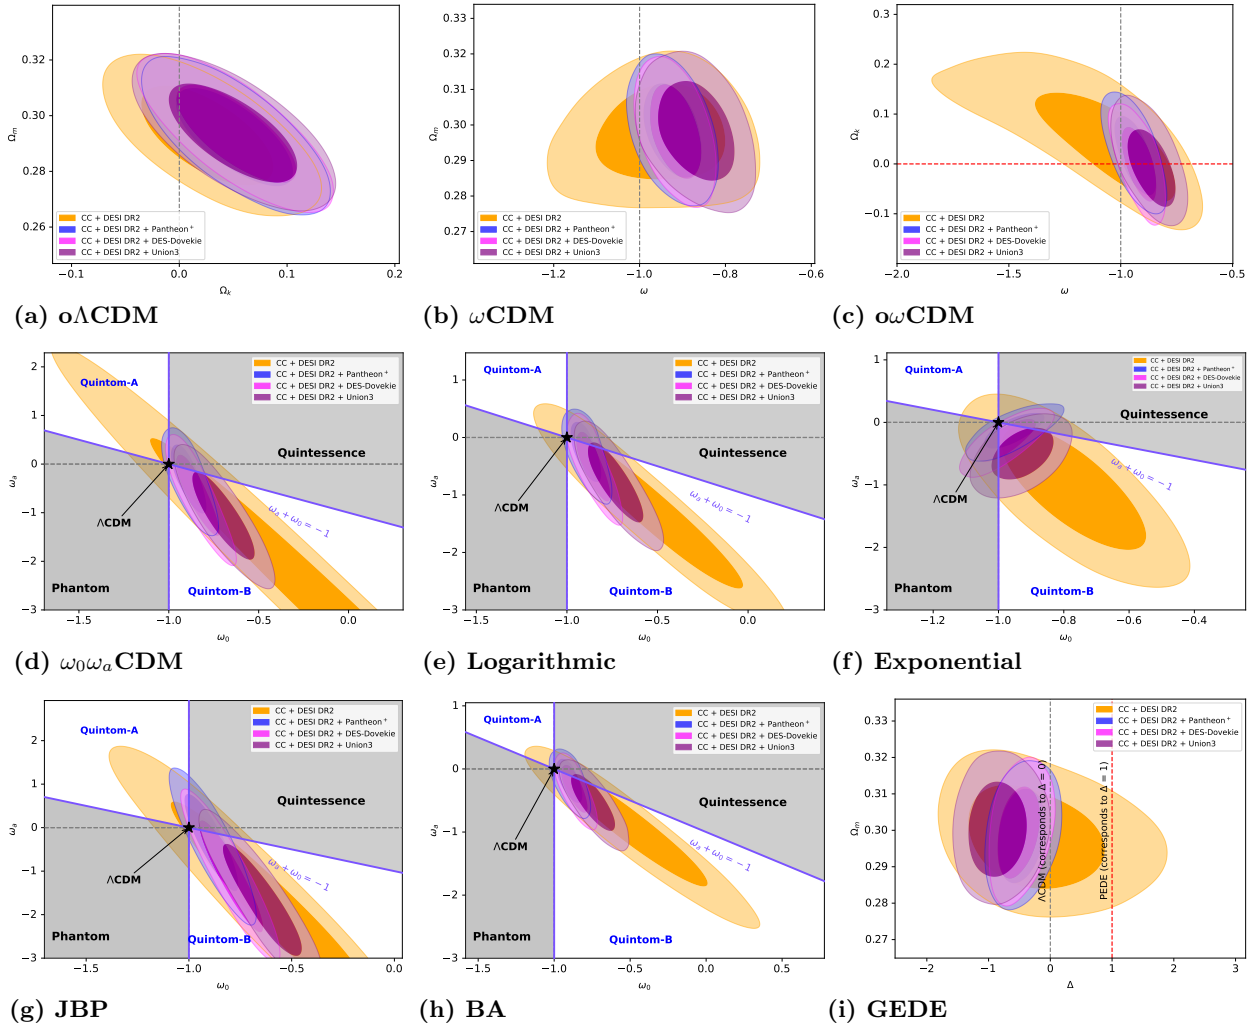 0.32
0.30
0.28
0.26
Ωm
−0.1
0.0
0.1
0.2
Ωk
CC + DESI DR2
CC + DESI DR2 + Pantheon⁺
CC + DESI DR2 + DES-Dovekie
CC + DESI DR2 + Union3
(a) oΛCDM
0.33
0.32
0.31
0.30
0.29
0.28
0.27
Ωm
−1.2
−1.0
−0.8
−0.6
ω
CC + DESI DR2
CC + DESI DR2 + Pantheon⁺
CC + DESI DR2 + DES-Dovekie
CC + DESI DR2 + Union3
(b) ωCDM
0.3
0.2
0.1
0.0
−0.1
Ωk
−2.0
−1.5
−1.0
−0.5
ω
CC + DESI DR2
CC + DESI DR2 + Pantheon⁺
CC + DESI DR2 + DES-Dovekie
CC + DESI DR2 + Union3
(c) oωCDM
2
1
0
−1
−2
−3
ωa
−1.5
−1.0
−0.5
0.0
ω0
CC + DESI DR2
CC + DESI DR2 + Pantheon⁺
CC + DESI DR2 + DES-Dovekie
CC + DESI DR2 + Union3
Quintom-A
Quintessence
ωa + ω0 = −1
ΛCDM
Phantom
Quintom-B
(d) ω0ωaCDM
1
0
−1
−2
−3
ωa
−1.5
−1.0
−0.5
0.0
ω0
CC + DESI DR2
CC + DESI DR2 + Pantheon⁺
CC + DESI DR2 + DES-Dovekie
CC + DESI DR2 + Union3
Quintom-A
Quintessence
ωa + ω0 = −1
ΛCDM
Phantom
Quintom-B
(e) Logarithmic
1
0
−1
−2
−3
ωa
−1.2
−1.0
−0.8
−0.6
−0.4
ω0
CC + DESI DR2
CC + DESI DR2 + Pantheon⁺
CC + DESI DR2 + DES-Dovekie
CC + DESI DR2 + Union3
Quintom-A
Quintessence
ωa + ω0 = −1
ΛCDM
Phantom
Quintom-B
(f) Exponential
2
1
0
−1
−2
−3
ωa
−1.5
−1.0
−0.5
0.0
ω0
CC + DESI DR2
CC + DESI DR2 + Pantheon⁺
CC + DESI DR2 + DES-Dovekie
CC + DESI DR2 + Union3
Quintom-A
Quintessence
ωa + ω0 = −1
ΛCDM
Phantom
Quintom-B
(g) JBP
1
0
−1
−2
−3
ωa
−1.5
−1.0
−0.5
0.0
0.5
ω0
CC + DESI DR2
CC + DESI DR2 + Pantheon⁺
CC + DESI DR2 + DES-Dovekie
CC + DESI DR2 + Union3
Quintom-A
Quintessence
ωa + ω0 = −1
ΛCDM
Phantom
Quintom-B
(h) BA
0.33
0.32
0.31
0.30
0.29
0.28
0.27
Ωm
−2
−1
0
1
2
3
Δ
CC + DESI DR2
CC + DESI DR2 + Pantheon⁺
CC + DESI DR2 + DES-Dovekie
CC + DESI DR2 + Union3
ΛCDM (corresponds to Δ = 0)
PEDE (corresponds to Δ = 1)
(i) GEDE